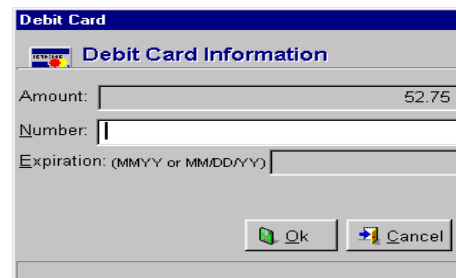 Debit Card
Debit Card Information
Amount: 52.75
Number:
Expiration: (MMYY or MM/DD/YY)
Ok Cancel